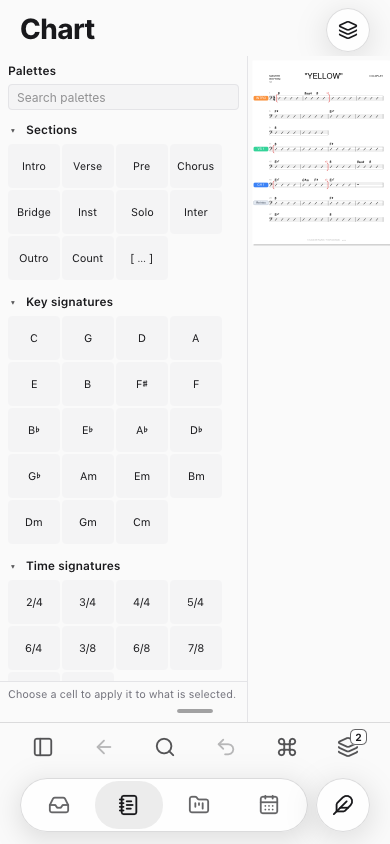 Chart
Palettes
Search palettes
Sections
Intro Verse Pre Chorus
Bridge Inst Solo Inter
Outro Count [ ... ]
Key signatures
C G D A
E B F# F
B♭ E♭ A♭ D♭
G♭ Am Em Bm
Dm Gm Cm
Time signatures
2/4 3/4 4/4 5/4
6/4 3/8 6/8 7/8
Choose a cell to apply it to what is selected.
"YELLOW"
2